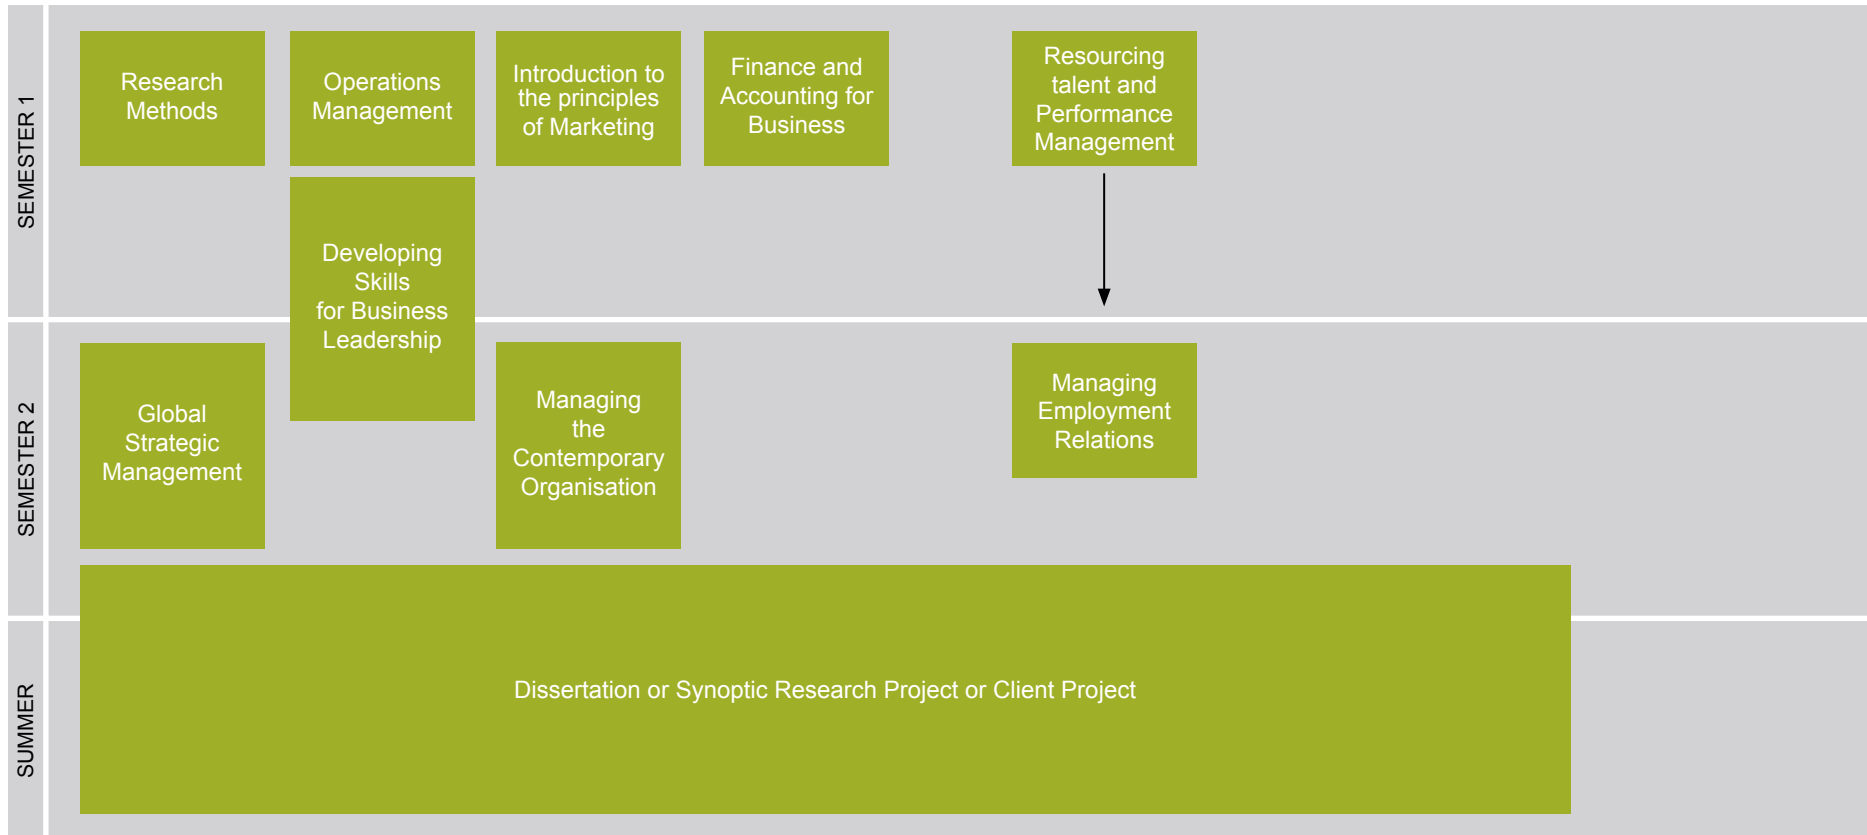 SEMESTER 1
Research
Methods
Operations
Management
Introduction to
the principles
of Marketing
Finance and
Accounting for
Business
Resourcing
talent and
Performance
Management
Developing
Skills
for Business
Leadership
SEMESTER 2
Global
Strategic
Management
Managing
the
Contemporary
Organisation
Managing
Employment
Relations
SUMMER
Dissertation or Synoptic Research Project or Client Project